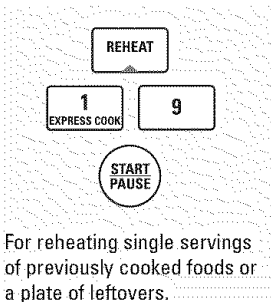 REHEAT
1 9
EXPRESS COOK
START
PAUSE
For reheating single servings
of previously cooked foods or
a plate of leftovers.